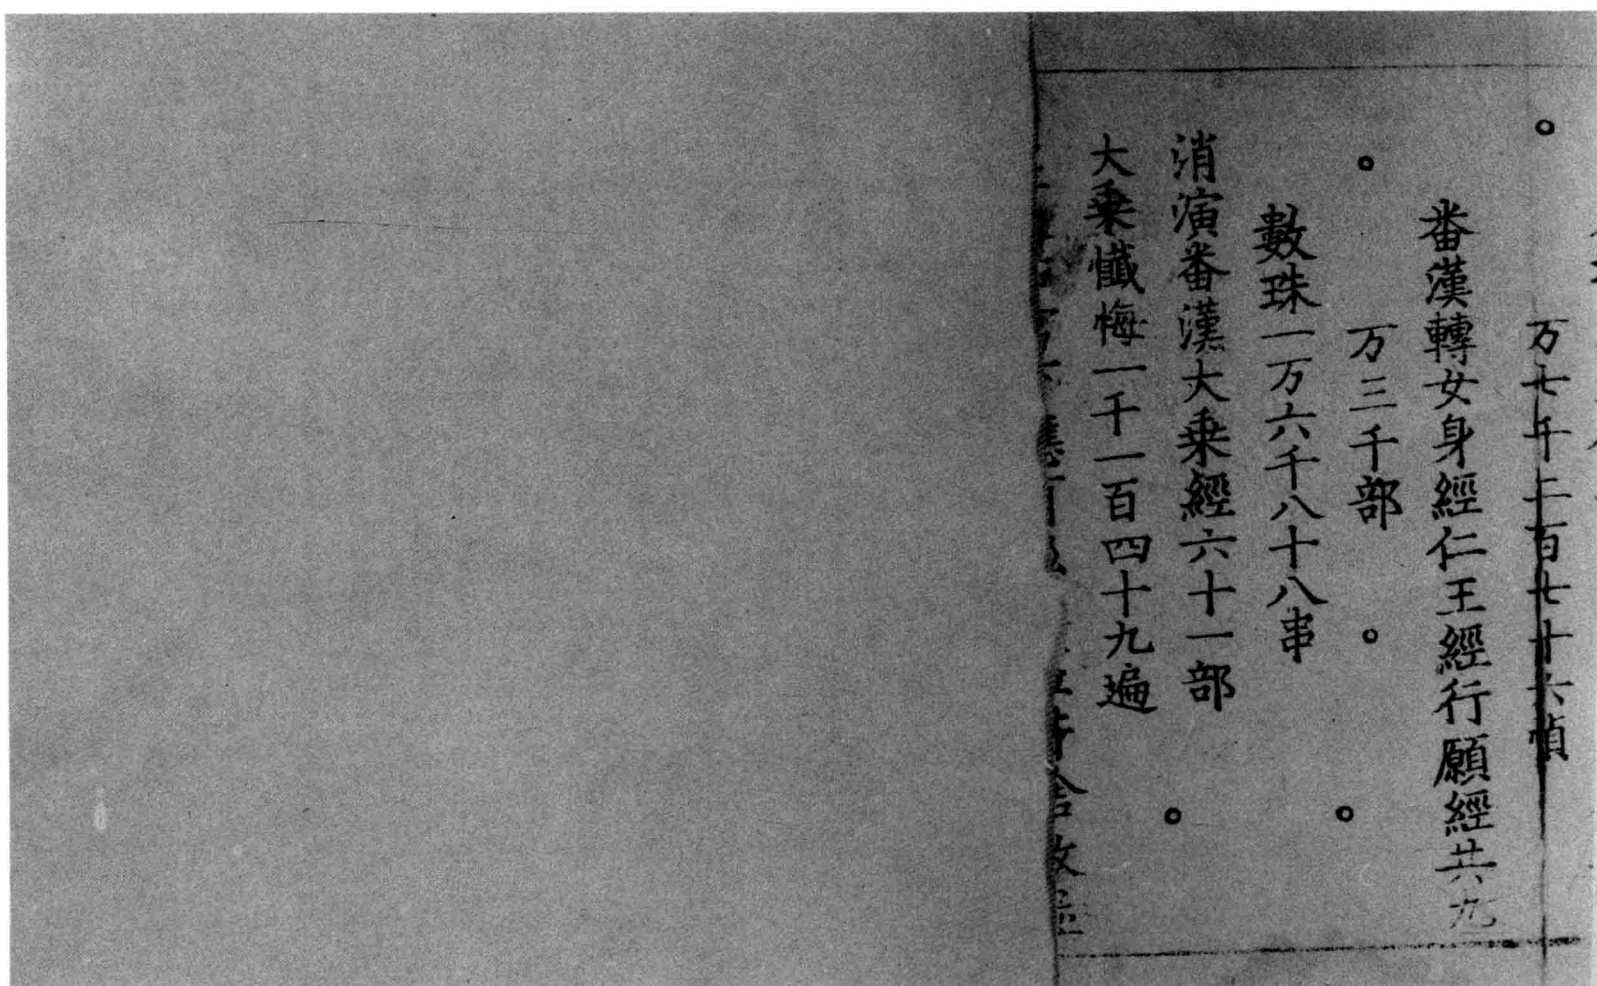 万七千二百七十六幀
番漢轉女身經仁王經行願經共九
万三千部
數珠一万六千八十八串
消演番漢大乗經六十一部
大乗懺悔一千一百四十九遍